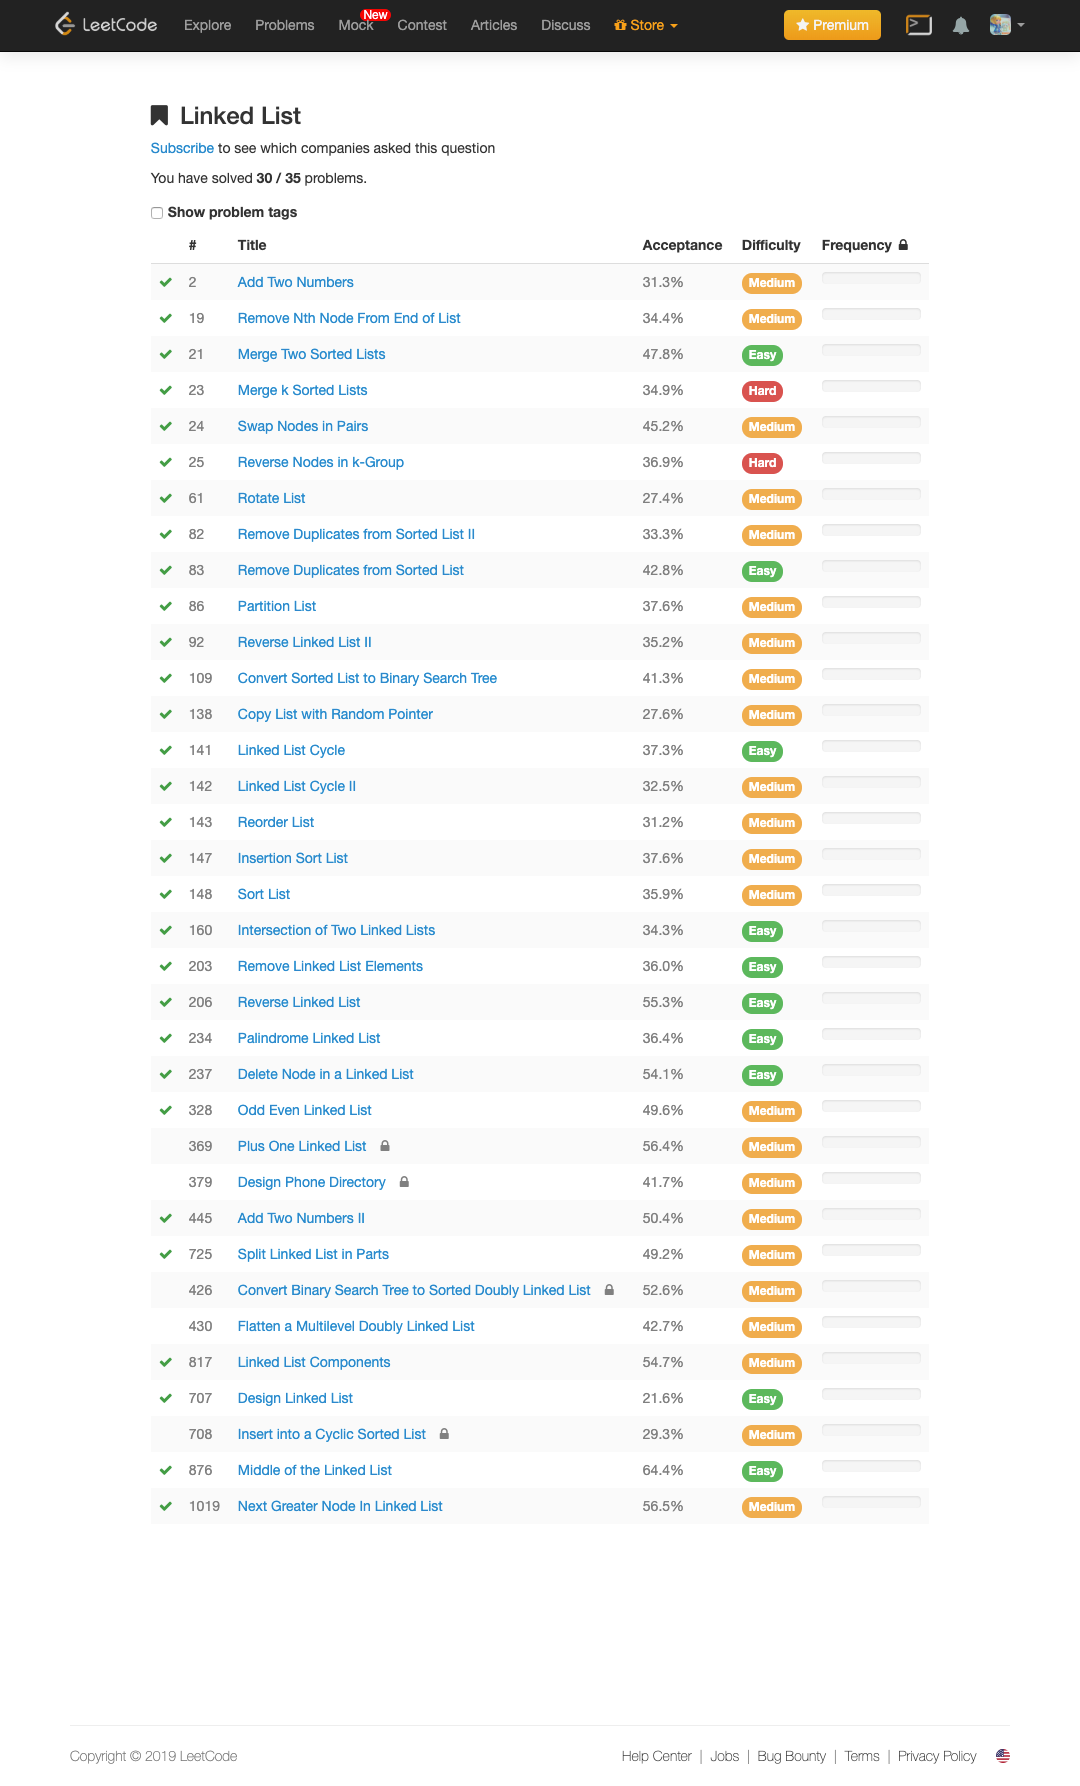 LeetCode Explore Problems Mock New Contest Articles Discuss Store Premium
Linked List
Subscribe to see which companies asked this question
You have solved 30 / 35 problems.
Show problem tags
# Title Acceptance Difficulty Frequency
2 Add Two Numbers 31.3% Medium
19 Remove Nth Node From End of List 34.4% Medium
21 Merge Two Sorted Lists 47.8% Easy
23 Merge k Sorted Lists 34.9% Hard
24 Swap Nodes in Pairs 45.2% Medium
25 Reverse Nodes in k-Group 36.9% Hard
61 Rotate List 27.4% Medium
82 Remove Duplicates from Sorted List II 33.3% Medium
83 Remove Duplicates from Sorted List 42.8% Easy
86 Partition List 37.6% Medium
92 Reverse Linked List II 35.2% Medium
109 Convert Sorted List to Binary Search Tree 41.3% Medium
138 Copy List with Random Pointer 27.6% Medium
141 Linked List Cycle 37.3% Easy
142 Linked List Cycle II 32.5% Medium
143 Reorder List 31.2% Medium
147 Insertion Sort List 37.6% Medium
148 Sort List 35.9% Medium
160 Intersection of Two Linked Lists 34.3% Easy
203 Remove Linked List Elements 36.0% Easy
206 Reverse Linked List 55.3% Easy
234 Palindrome Linked List 36.4% Easy
237 Delete Node in a Linked List 54.1% Easy
328 Odd Even Linked List 49.6% Medium
369 Plus One Linked List 56.4% Medium
379 Design Phone Directory 41.7% Medium
445 Add Two Numbers II 50.4% Medium
725 Split Linked List in Parts 49.2% Medium
426 Convert Binary Search Tree to Sorted Doubly Linked List 52.6% Medium
430 Flatten a Multilevel Doubly Linked List 42.7% Medium
817 Linked List Components 54.7% Medium
707 Design Linked List 21.6% Easy
708 Insert into a Cyclic Sorted List 29.3% Medium
876 Middle of the Linked List 64.4% Easy
1019 Next Greater Node In Linked List 56.5% Medium
Copyright © 2019 LeetCode Help Center | Jobs | Bug Bounty | Terms | Privacy Policy